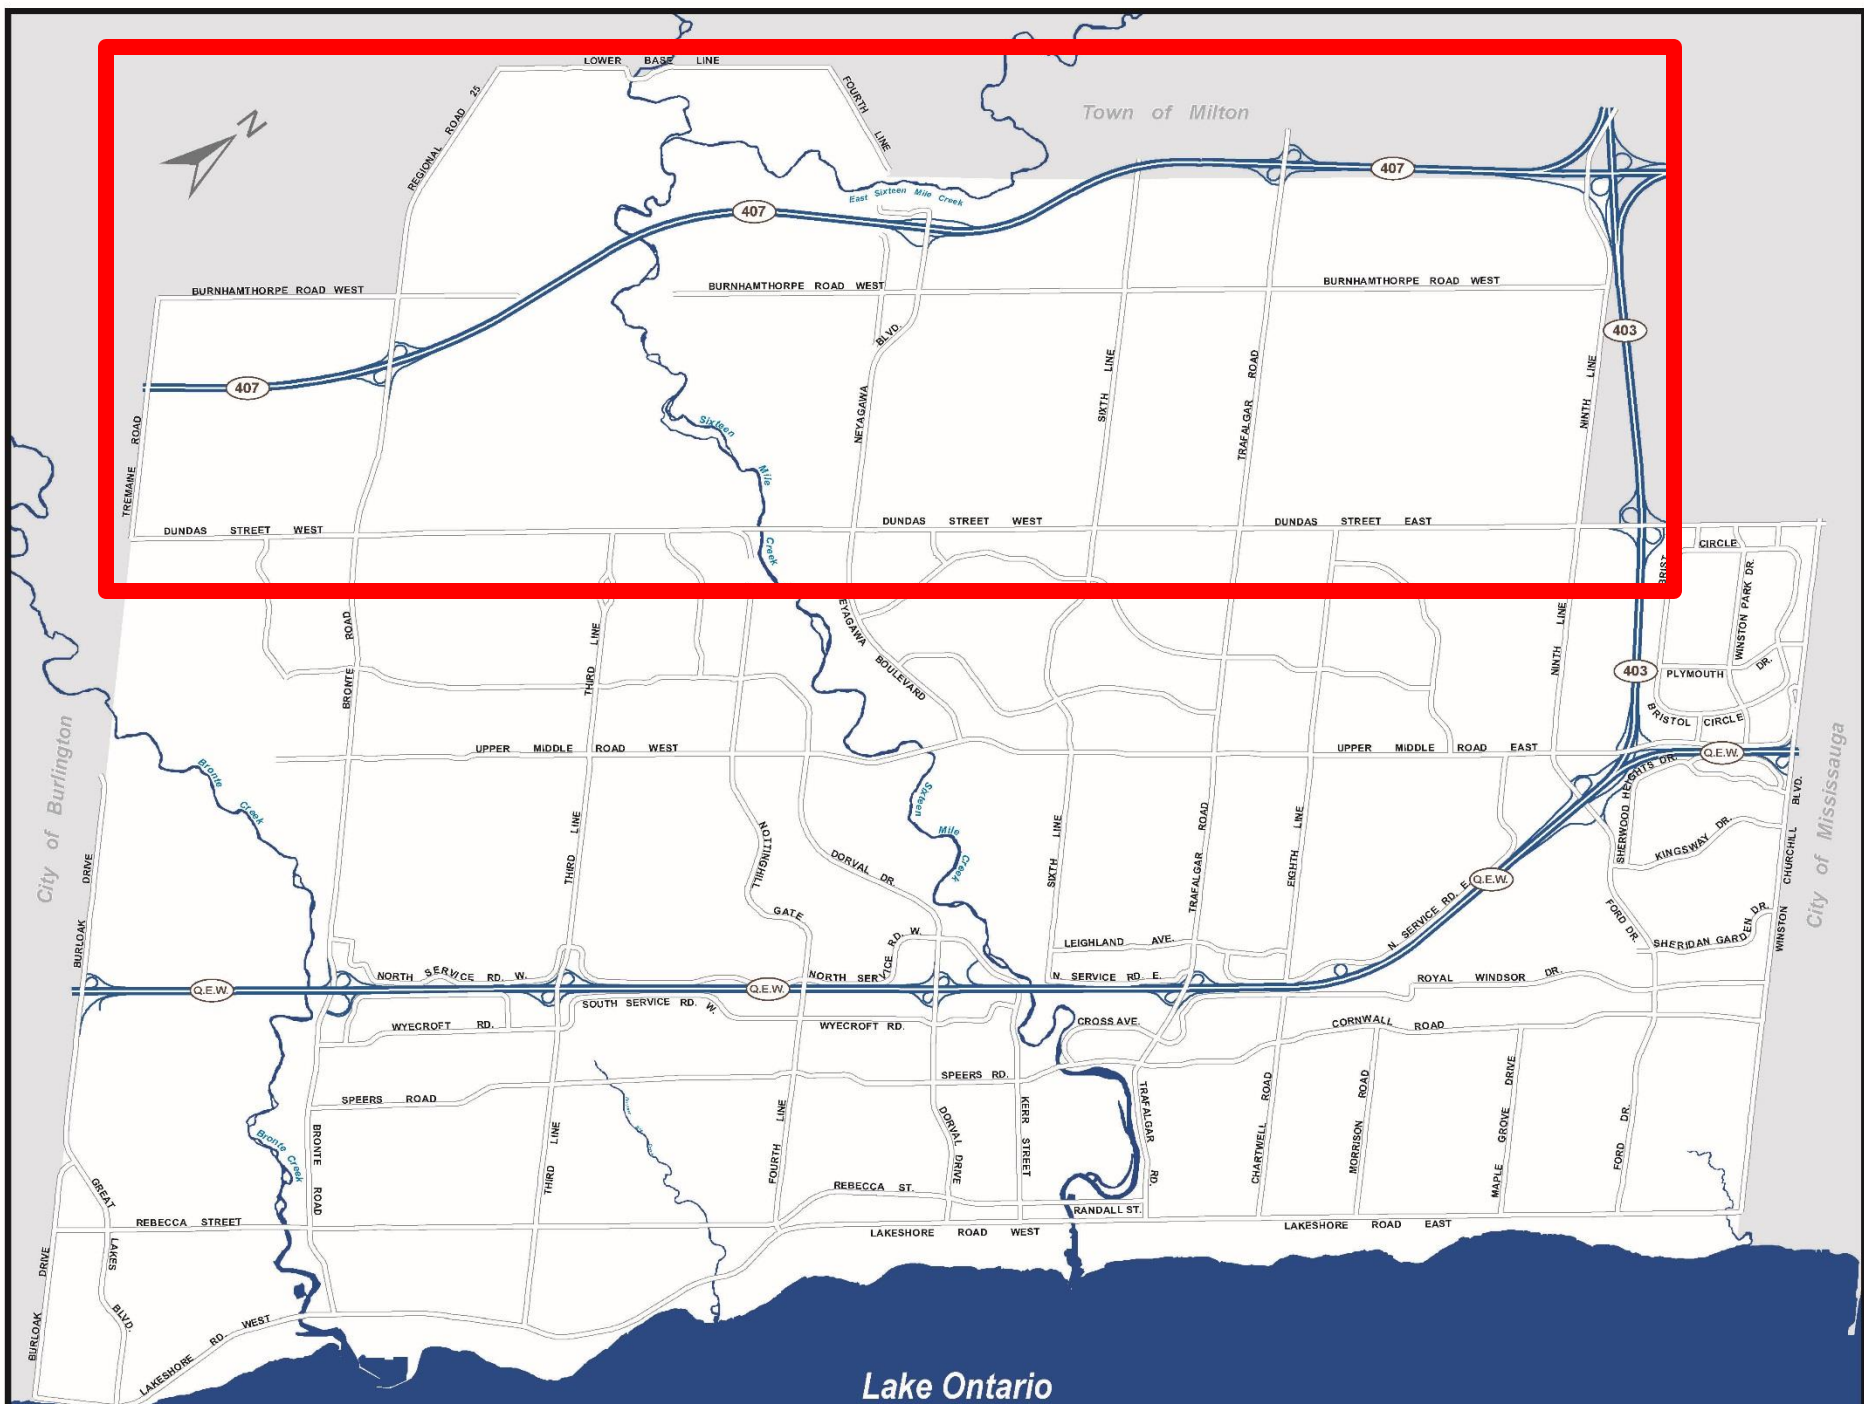 LOWER BASE LINE
FOURTH LINE
REGIONAL ROAD 25
N
Town of Milton
407
407
East Sixteen Mile Creek
BURNHAMTHORPE ROAD WEST
BURNHAMTHORPE ROAD WEST
BURNHAMTHORPE ROAD WEST
403
407
NEYAGAWA BLVD.
SIXTH LINE
TRAFALGAR ROAD
NINTH LINE
TREMAINE ROAD
Sixteen Mile Creek
DUNDAS STREET WEST
DUNDAS STREET WEST
DUNDAS STREET EAST
CIRCLE
BRIST
WINSTON PARK DR.
BRONTE ROAD
THIRD LINE
EYAGAWA BOULEVARD
NINTH LINE
403
PLYMOUTH DR.
BRISTOL CIRCLE
City of Burlington
UPPER MIDDLE ROAD WEST
UPPER MIDDLE ROAD EAST
Q.E.W.
City of Mississauga
Bronte Creek
Sixteen Mile Creek
SHERWOOD HEIGHTS DR.
KINGSWAY DR.
WINSTON CHURCHILL BLVD.
BURLOAK DRIVE
THIRD LINE
NOTTINGHILL GATE
DORVAL DR.
SIXTH LINE
TRAFALGAR ROAD
EIGHTH LINE
Q.E.W.
N. SERVICE RD. E.
FORD DR.
SHERIDAN GARDEN DR.
LEIGHLAND AVE.
NORTH SERVICE RD. W.
NORTH SERVICE RD. W.
N. SERVICE RD. E.
ROYAL WINDSOR DR.
Q.E.W.
Q.E.W.
SOUTH SERVICE RD. W.
WYECROFT RD.
WYECROFT RD.
CROSS AVE.
CORNWALL ROAD
SPEERS RD.
SPEERS ROAD
BRONTE ROAD
THIRD LINE
FOURTH LINE
DORVAL DRIVE
KERR STREET
TRAFALGAR RD.
CHARTWELL ROAD
MORRISON ROAD
MAPLE GROVE DRIVE
FORD DR.
Bronte Creek
GREAT LAKES BLVD.
REBECCA ST.
RANDALL ST.
REBECCA STREET
LAKESHORE ROAD WEST
LAKESHORE ROAD EAST
BURLOAK DRIVE
LAKESHORE RD. WEST
Lake Ontario